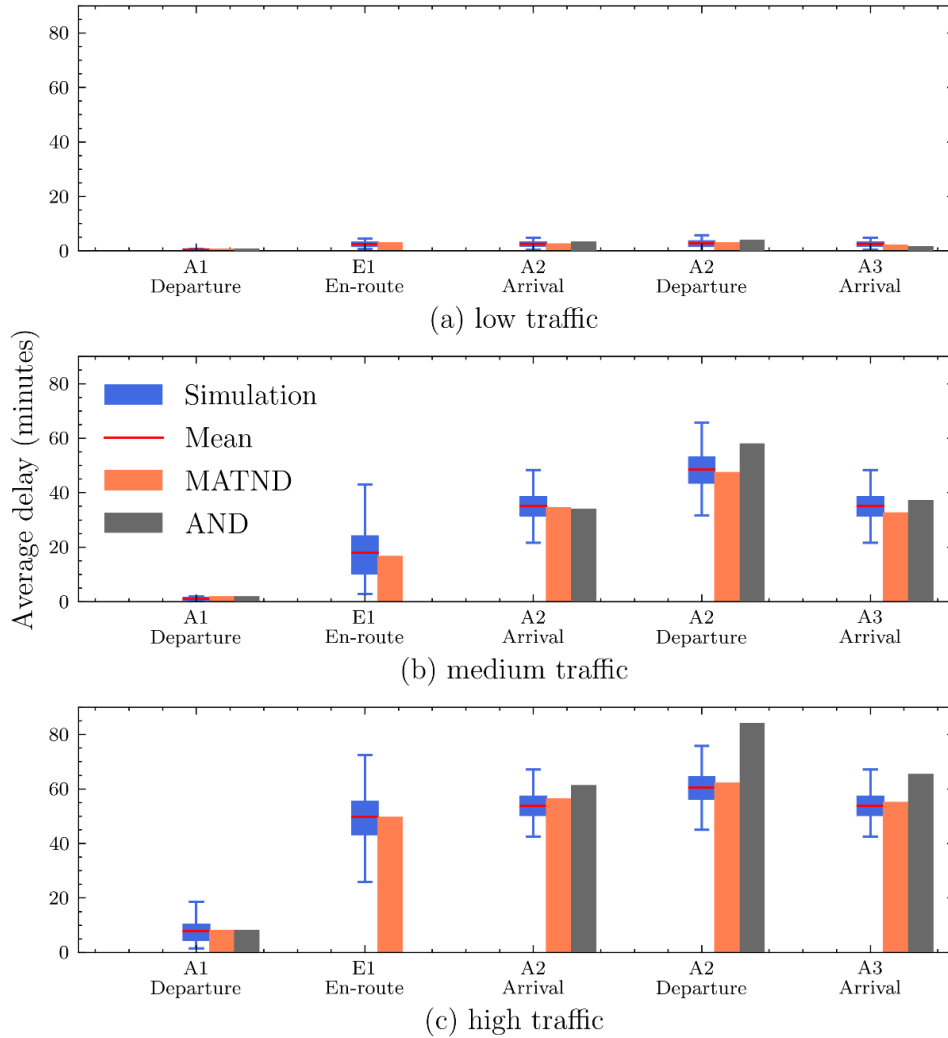 80
60
40
20
0
A1 E1 A2 A2 A3
Departure En-route Arrival Departure Arrival
(a) low traffic
Average delay (minutes)
80
60
40
20
0
Simulation
Mean
MATND
AND
A1 E1 A2 A2 A3
Departure En-route Arrival Departure Arrival
(b) medium traffic
80
60
40
20
0
A1 E1 A2 A2 A3
Departure En-route Arrival Departure Arrival
(c) high traffic